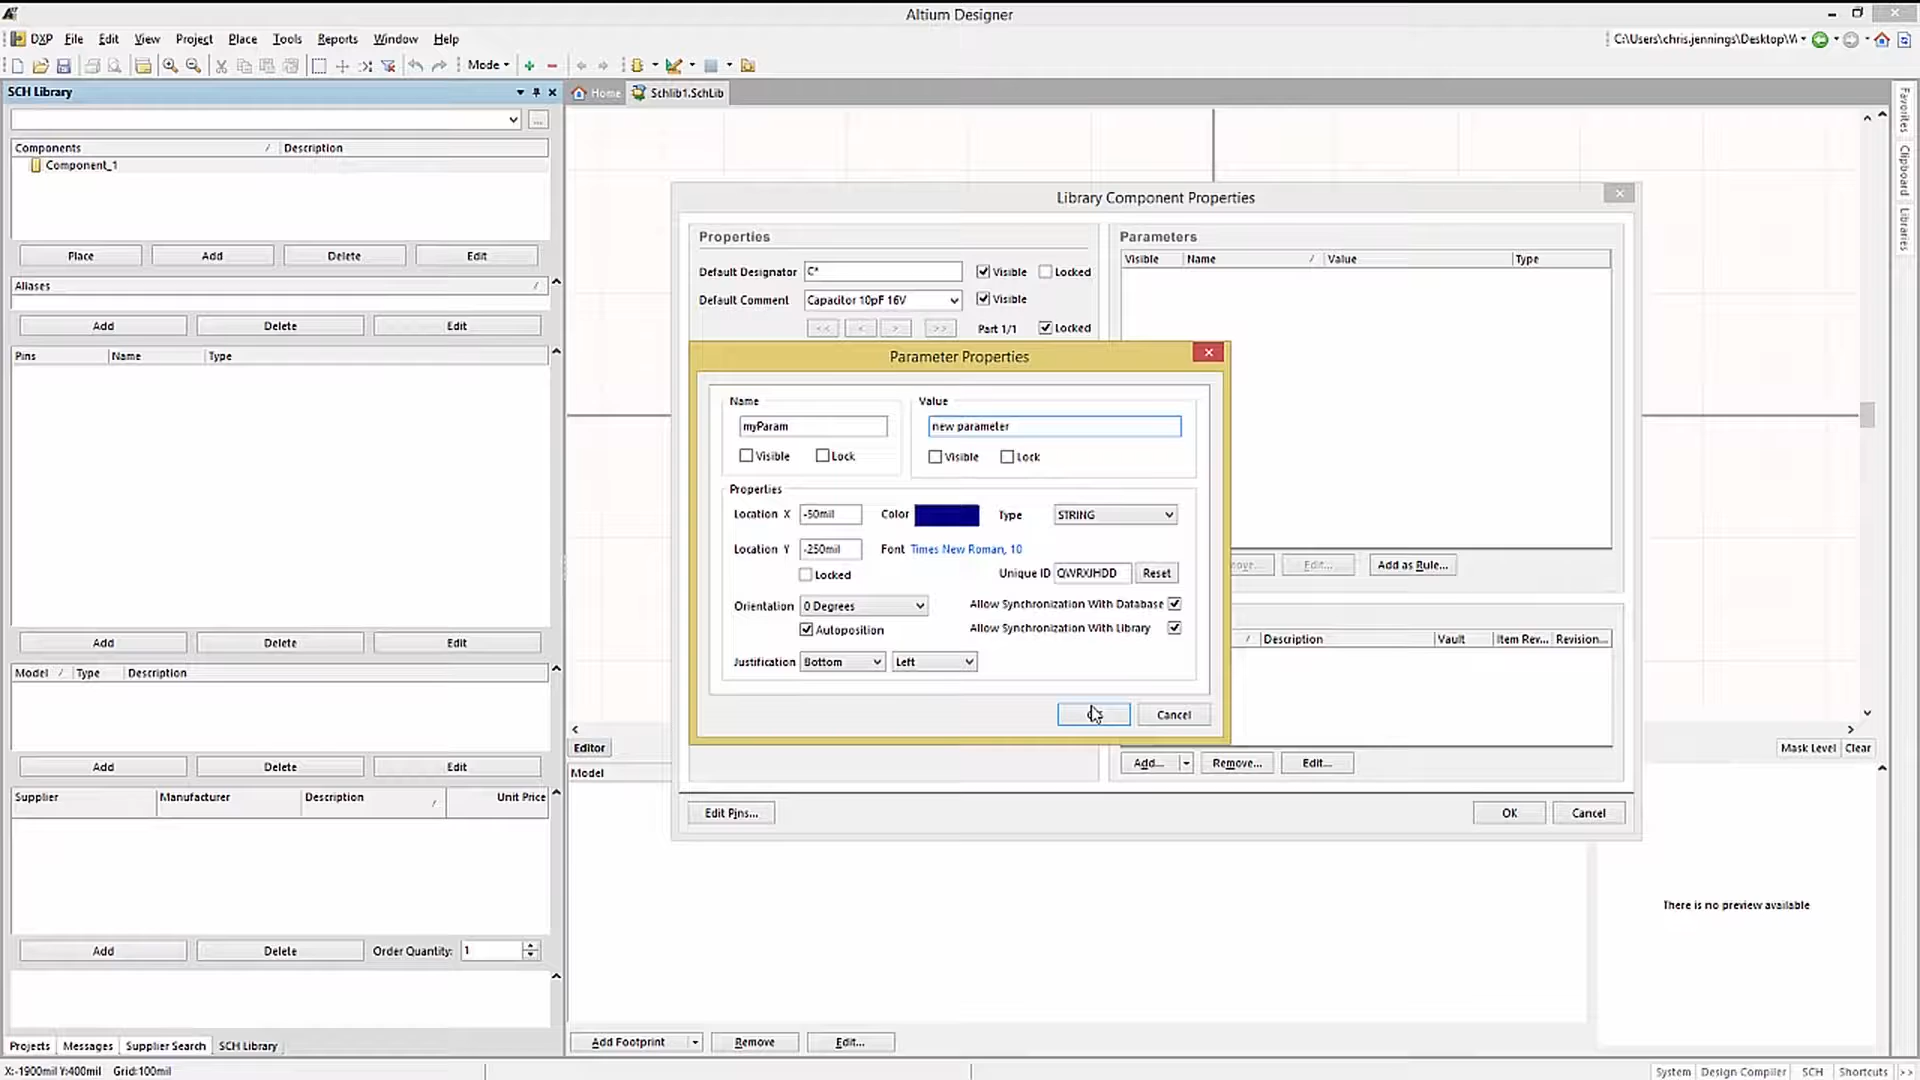 Altium Designer
DXP File Edit View Project Place Tools Reports Window Help
C:\Users\chris.jennings\Desktop\W
Mode
SCH Library
Home Schlib1.SchLib
...
Components / Description
Component_1
Place Add Delete Edit
Aliases /
Add Delete Edit
Pins Name Type
Add Delete Edit
Model / Type Description
Add Delete Edit
Supplier Manufacturer Description / Unit Price
Add Delete Order Quantity: 1
Projects Messages Supplier Search SCH Library
X:-1900mil Y:400mil Grid:100mil
Library Component Properties
Properties
Default Designator C* Visible Locked
Default Comment Capacitor 10pF 16V Visible
<< < > >> Part 1/1 Locked
Parameters
Visible Name / Value Type
Edit... Add as Rule...
/ Description Vault Item Rev... Revision...
Add... Remove... Edit...
Edit Pins... OK Cancel
Parameter Properties
Name
myParam
Visible Lock
Value
new parameter
Visible Lock
Properties
Location X -50mil Color Type STRING
Location Y -250mil Font Times New Roman, 10
Locked
Unique ID QWRXJHDD Reset
Orientation 0 Degrees Allow Synchronization With Database
Autoposition Allow Synchronization With Library
Justification Bottom Left
Cancel
Editor
Mask Level Clear
Model
There is no preview available
Add Footprint Remove Edit...
Favorites
Clipboard
Libraries
System Design Compiler SCH Shortcuts >>